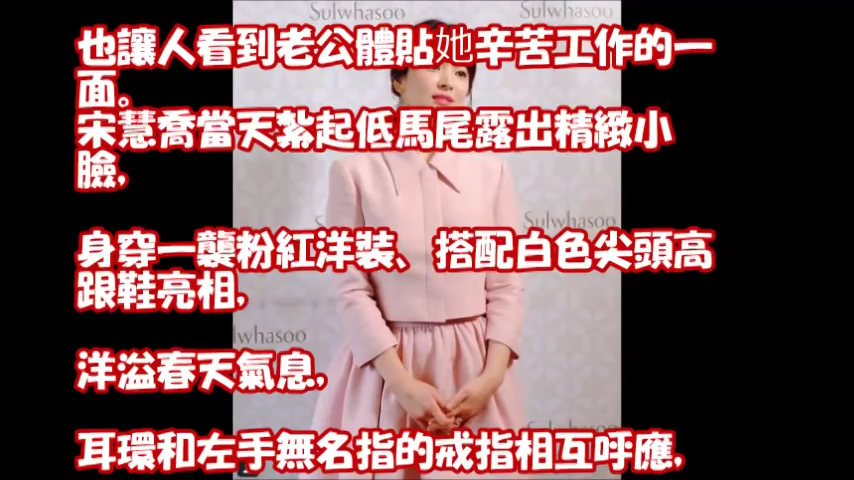 Sulwhasoo
Sulwhasoo
也讓人看到老公體貼她辛苦工作的一
面。
宋慧喬當天紮起低馬尾露出精緻小
臉,
Sulwhasoo
身穿一襲粉紅洋裝、搭配白色尖頭高
跟鞋亮相,
lwhasoo
洋溢春天氣息,
耳環和左手無名指的戒指相互呼應,